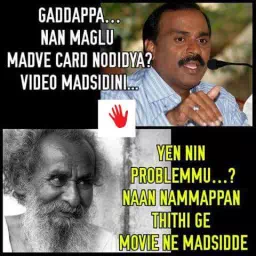 GADDAPPA...
NAN MAGLU
MADVE CARD NODIDYA?
VIDEO MADSIDINI...
YEN NIN
PROBLEMMU...?
NAAN NAMMAPPAN
THITHI GE
MOVIE NE MADSIDDE